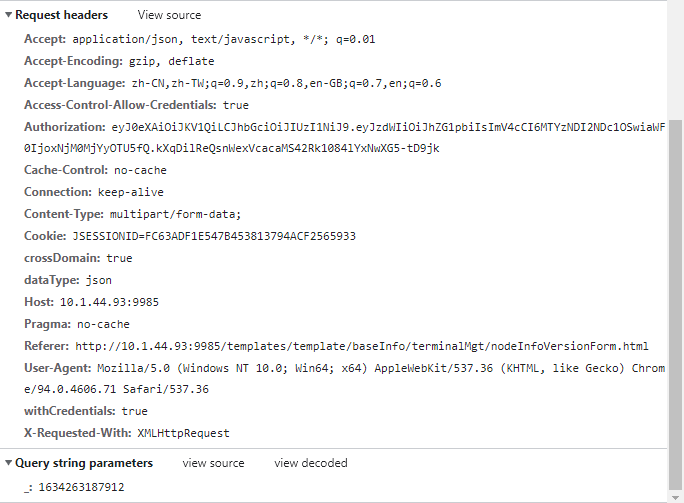 Request headers View source
Accept: application/json, text/javascript, */*; q=0.01
Accept-Encoding: gzip, deflate
Accept-Language: zh-CN,zh-TW;q=0.9,zh;q=0.8,en-GB;q=0.7,en;q=0.6
Access-Control-Allow-Credentials: true
Authorization: eyJ0eXAiOiJKV1QiLCJhbGciOiJIUzI1NiJ9.eyJzdWIiOiJhZG1pbiIsImV4cCI6MTYzNDI2NDc1OSwiaWF
0IjoxNjM0MjYyOTU5fQ.kXqDilReQsnWexVcacaMS42Rk1084lYxNwXG5-tD9jk
Cache-Control: no-cache
Connection: keep-alive
Content-Type: multipart/form-data;
Cookie: JSESSIONID=FC63ADF1E547B453813794ACF2565933
crossDomain: true
dataType: json
Host: 10.1.44.93:9985
Pragma: no-cache
Referer: http://10.1.44.93:9985/templates/template/baseInfo/terminalMgt/nodeInfoVersionForm.html
User-Agent: Mozilla/5.0 (Windows NT 10.0; Win64; x64) AppleWebKit/537.36 (KHTML, like Gecko) Chrom
e/94.0.4606.71 Safari/537.36
withCredentials: true
X-Requested-With: XMLHttpRequest
Query string parameters view source view decoded
_: 1634263187912